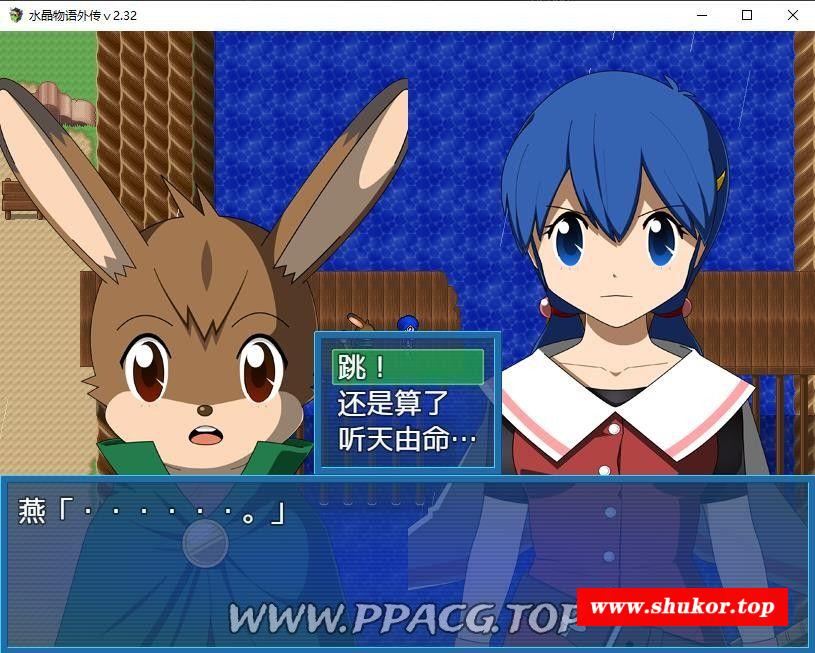 水晶物语外传 v 2.32
跳！
还是算了
听天由命…
燕「・・・・・・。」
WWW.PPACG.TOP
www.shukor.top